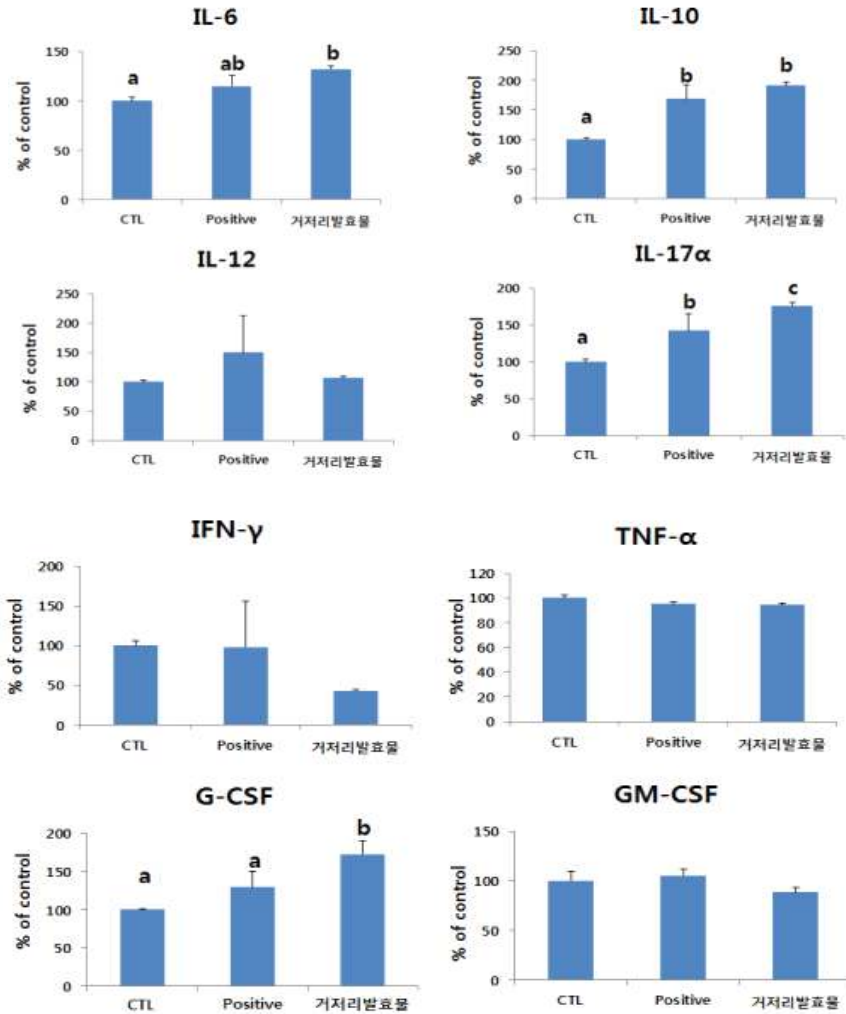 IL-6
% of control
150
100
50
0
a
ab
b
CTL
Positive
거저리발효물
IL-10
% of control
250
200
150
100
50
0
a
b
b
CTL
Positive
거저리발효물
IL-12
% of control
250
200
150
100
50
0
CTL
Positive
거저리발효물
IL-17α
% of control
200
150
100
50
0
a
b
c
CTL
Positive
거저리발효물
IFN-γ
% of control
200
150
100
50
0
CTL
Positive
거저리발효물
TNF-α
% of control
120
100
80
60
40
20
0
CTL
Positive
거저리발효물
G-CSF
% of control
200
150
100
50
0
a
a
b
CTL
Positive
거저리발효물
GM-CSF
% of control
150
100
50
0
CTL
Positive
거저리발효물